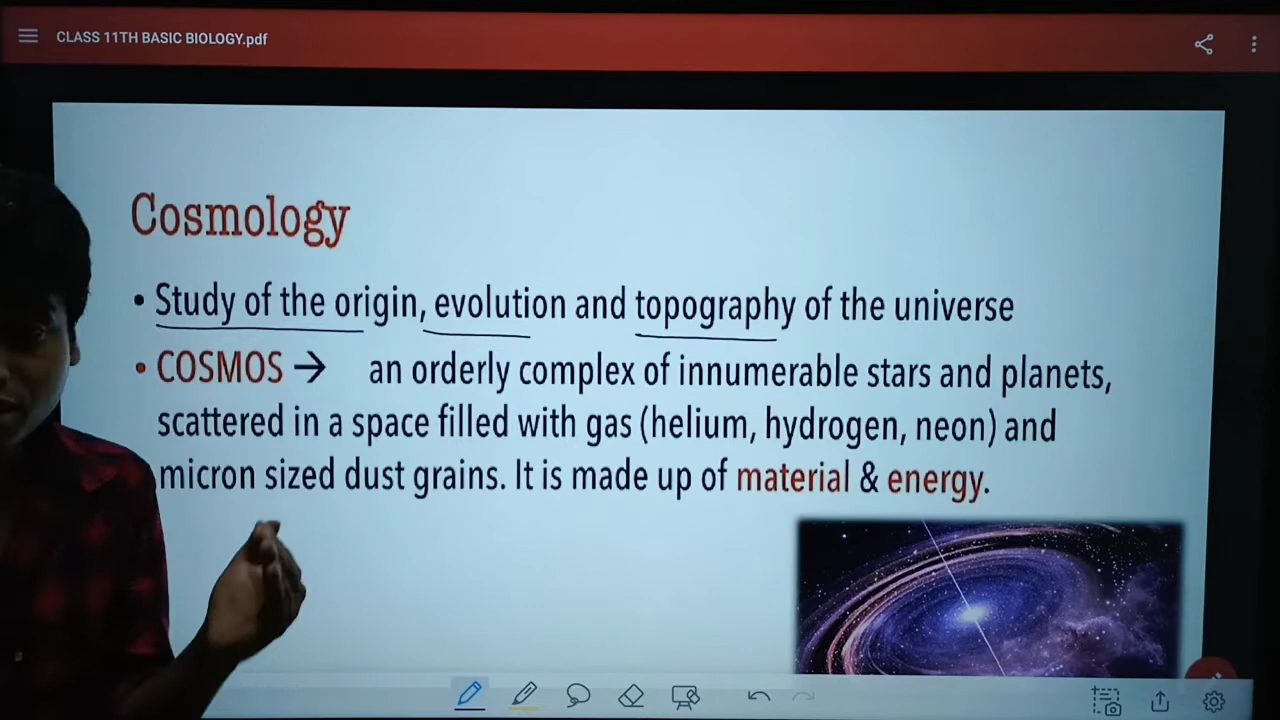 CLASS 11TH BASIC BIOLOGY.pdf
Cosmology
• Study of the origin, evolution and topography of the universe
• COSMOS → an orderly complex of innumerable stars and planets,
scattered in a space filled with gas (helium, hydrogen, neon) and
micron sized dust grains. It is made up of material & energy.